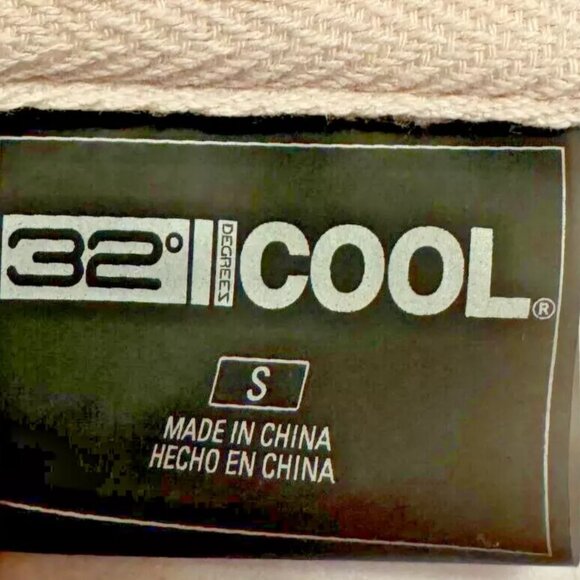 32° DEGREES COOL®
S
MADE IN CHINA
HECHO EN CHINA